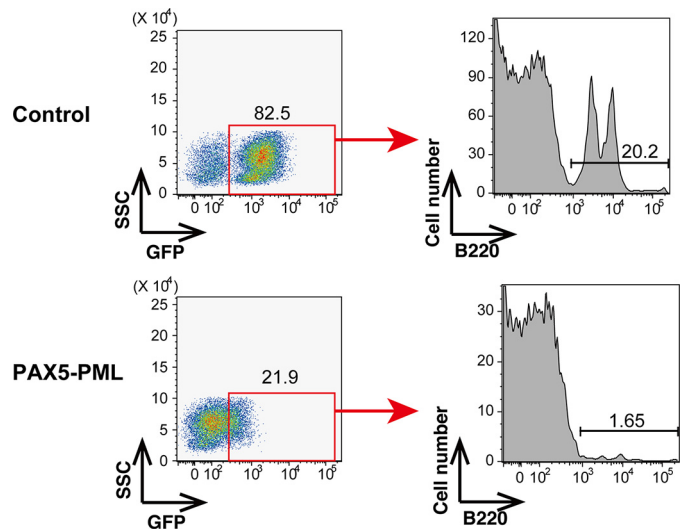 (X 10⁴)
25
20
15
10
5
0
0 10² 10³ 10⁴ 10⁵
82.5
SSC
GFP
Control
120
90
60
30
0
0 10² 10³ 10⁴ 10⁵
20.2
Cell number
B220
(X 10⁴)
25
20
15
10
5
0
0 10² 10³ 10⁴ 10⁵
21.9
SSC
GFP
PAX5-PML
30
20
10
0
0 10² 10³ 10⁴ 10⁵
1.65
Cell number
B220